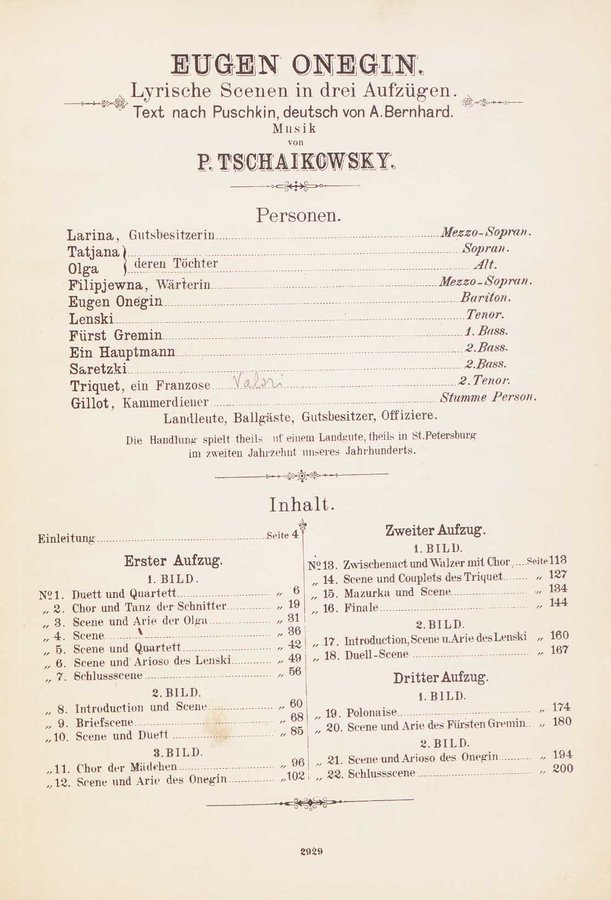 EUGEN ONEGIN.
Lyrische Scenen in drei Aufzügen.
Text nach Puschkin, deutsch von A. Bernhard.
Musik
von
P. TSCHAIKOWSKY.
Personen.
Larina, Gutsbesitzerin Mezzo-Sopran.
Tatjana Sopran.
deren Töchter
Olga Alt.
Filipjewna, Wärterin Mezzo-Sopran.
Eugen Onegin Bariton.
Lenski Tenor.
Fürst Gremin 1. Bass.
Ein Hauptmann 2. Bass.
Saretzki 2. Bass.
Triquet, ein Franzose Valori 2. Tenor.
Gillot, Kammerdiener Stumme Person.
Landleute, Ballgäste, Gutsbesitzer, Offiziere.
Die Handlung spielt theils uf einem Landgute, theils in St. Petersburg
im zweiten Jahrzehnt unseres Jahrhunderts.
Inhalt.
Einleitung Seite 4
Erster Aufzug.
1. BILD.
No 1. Duett und Quartett „ 6
„ 2. Chor und Tanz der Schnitter „ 19
„ 3. Scene und Arie der Olga „ 31
„ 4. Scene „ 36
„ 5. Scene und Quartett „ 42
„ 6. Scene und Arioso des Lenski „ 49
„ 7. Schlussscene „ 56
2. BILD.
„ 8. Introduction und Scene „ 60
„ 9. Briefscene „ 68
„ 10. Scene und Duett „ 85
3. BILD.
„ 11. Chor der Mädchen „ 96
„ 12. Scene und Arie des Onegin „ 102
Zweiter Aufzug.
1. BILD.
No 13. Zwischenact und Walzer mit Chor Seite 113
„ 14. Scene und Couplets des Triquet „ 127
„ 15. Mazurka und Scene „ 134
„ 16. Finale „ 144
2. BILD.
„ 17. Introduction, Scene u. Arie des Lenski „ 160
„ 18. Duell-Scene „ 167
Dritter Aufzug.
1. BILD.
„ 19. Polonaise „ 174
„ 20. Scene und Arie des Fürsten Gremin „ 180
2. BILD.
„ 21. Scene und Arioso des Onegin „ 194
„ 22. Schlussscene „ 200
2929